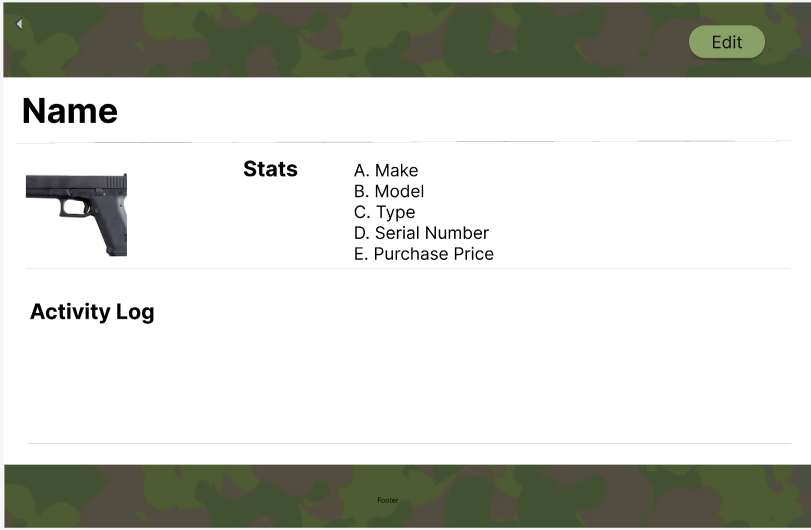 Edit
Name
Stats
A. Make
B. Model
C. Type
D. Serial Number
E. Purchase Price
Activity Log
Footer